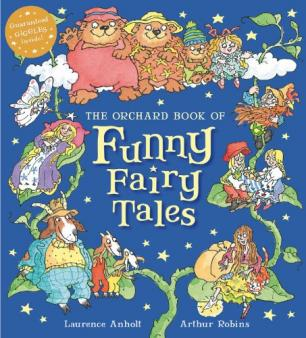 Guaranteed
GIGGLES
Inside!
THE ORCHARD BOOK OF
Funny
Fairy
Tales
Laurence Anholt
Arthur Robins